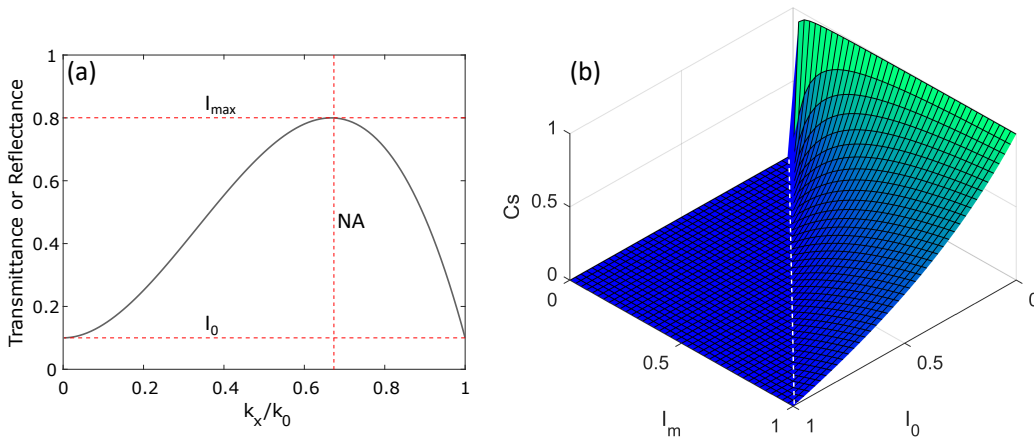 (a)
Transmittance or Reflectance
1
0.8
0.6
0.4
0.2
0
I_max
NA
I_0
0 0.2 0.4 0.6 0.8 1
k_x/k_0
(b)
Cs
1
0.5
0
0
0.5
1
I_m
1
0.5
0
I_0